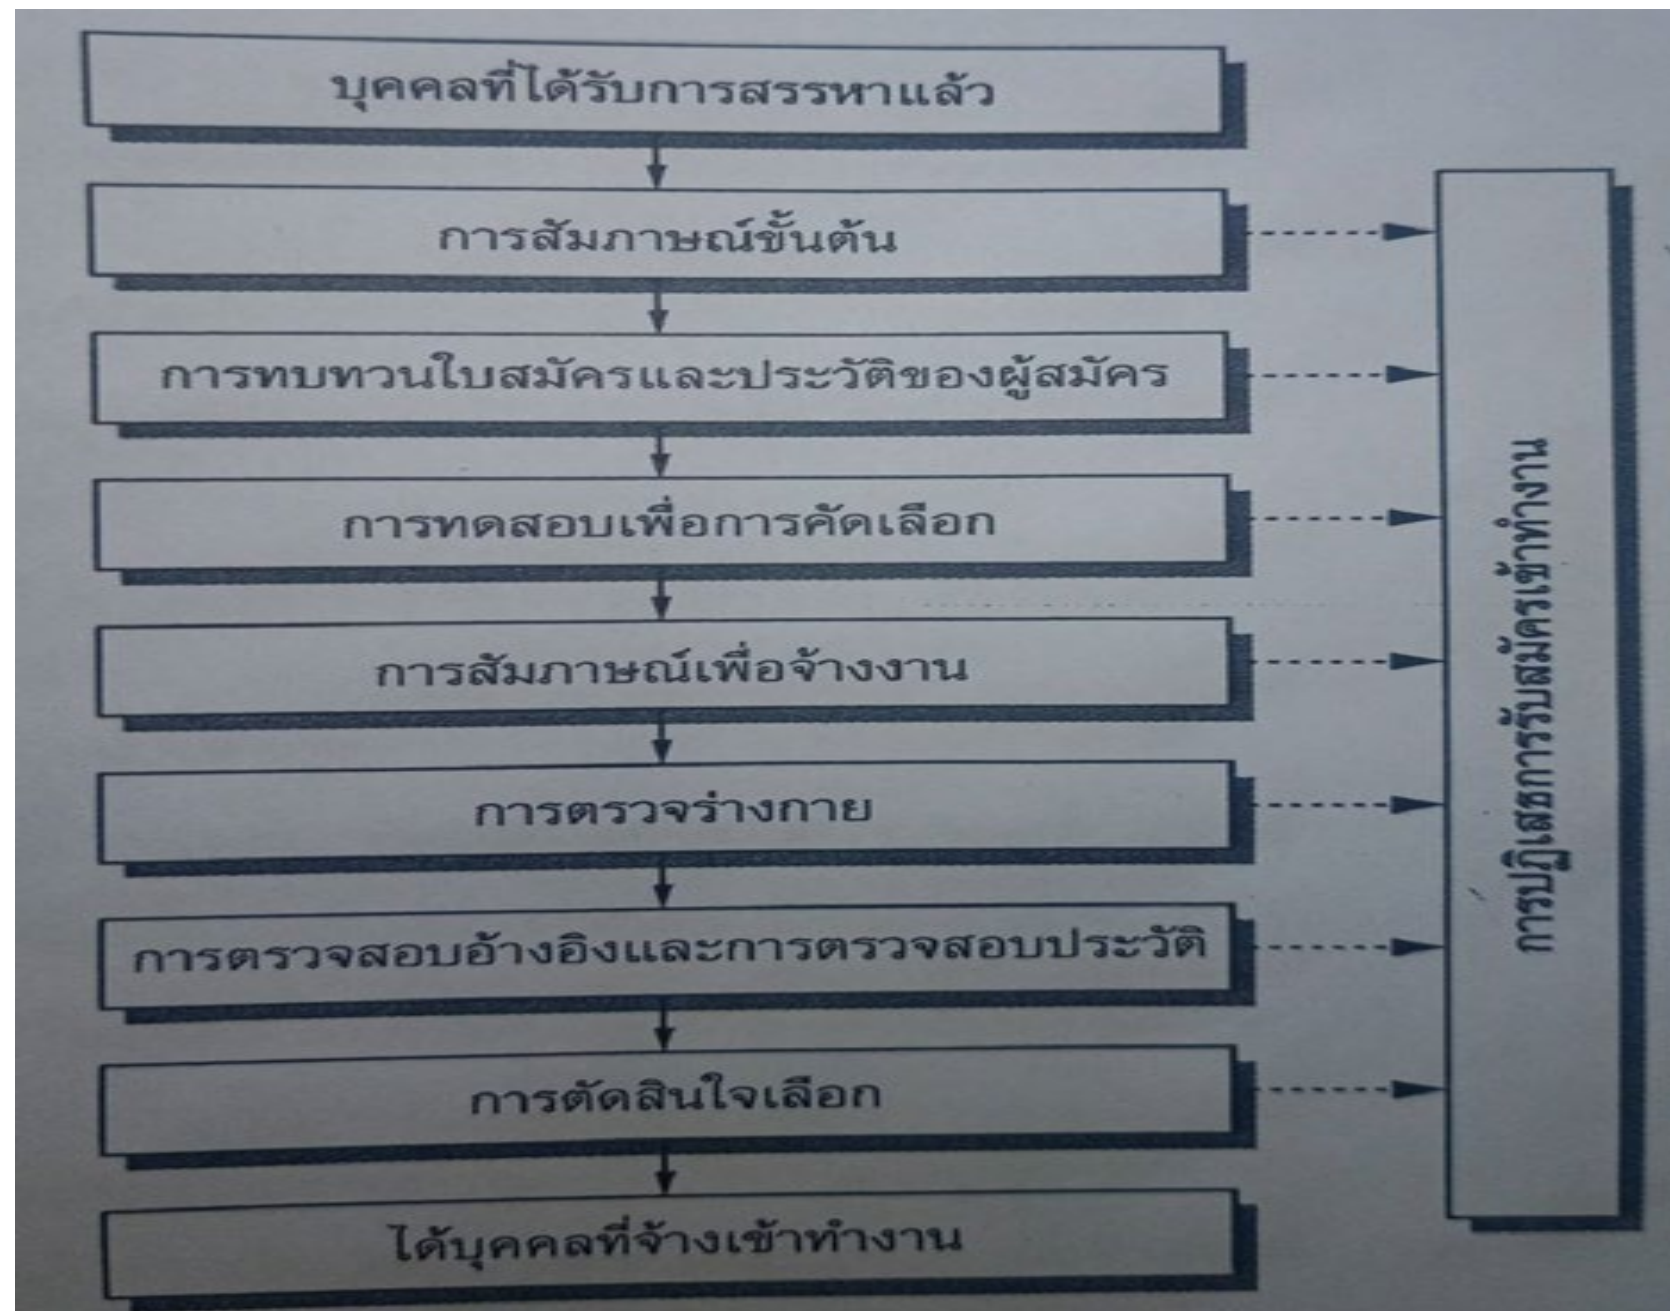 บุคคลที่ได้รับการสรรหาแล้ว
การสัมภาษณ์ขั้นต้น
การทบทวนใบสมัครและประวัติของผู้สมัคร
การทดสอบเพื่อการคัดเลือก
การสัมภาษณ์เพื่อจ้างงาน
การตรวจร่างกาย
การตรวจสอบอ้างอิงและการตรวจสอบประวัติ
การตัดสินใจเลือก
ได้บุคคลที่จ้างเข้าทำงาน
การปฏิเสธการรับสมัครเข้าทำงาน